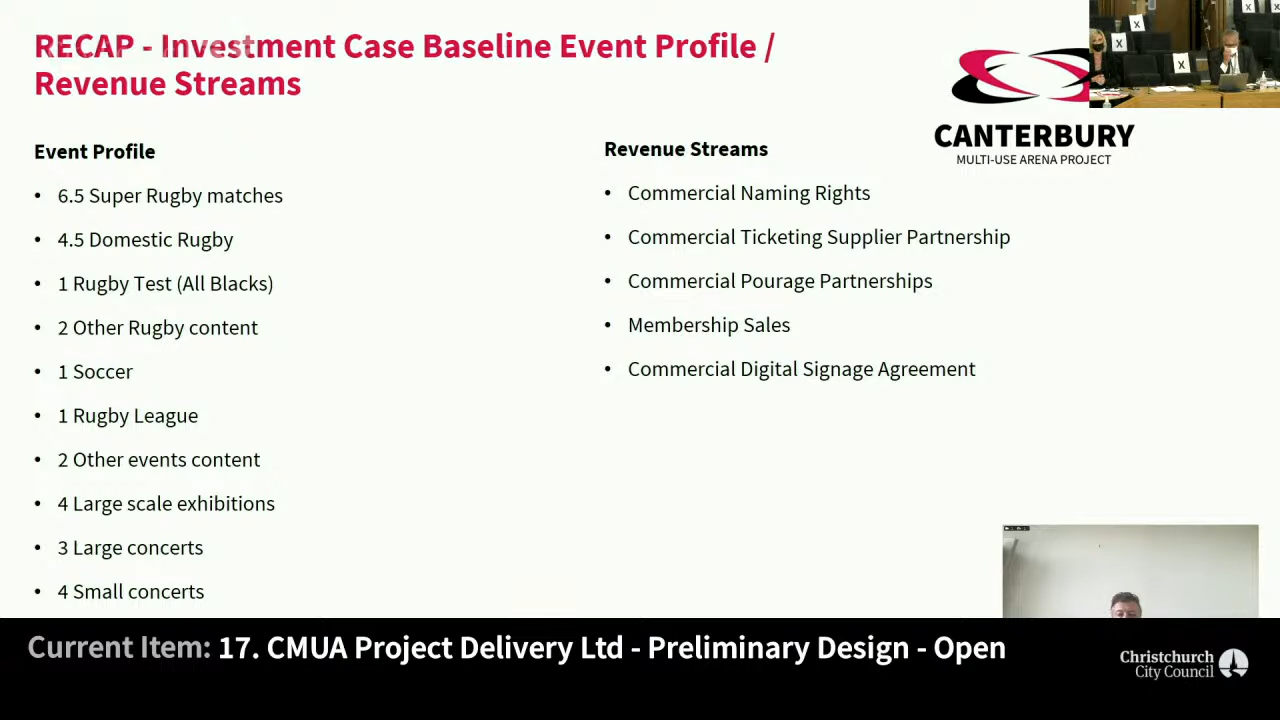 RECAP - Investment Case Baseline Event Profile /
Revenue Streams
CANTERBURY
MULTI-USE ARENA PROJECT
Event Profile
• 6.5 Super Rugby matches
• 4.5 Domestic Rugby
• 1 Rugby Test (All Blacks)
• 2 Other Rugby content
• 1 Soccer
• 1 Rugby League
• 2 Other events content
• 4 Large scale exhibitions
• 3 Large concerts
• 4 Small concerts
Revenue Streams
• Commercial Naming Rights
• Commercial Ticketing Supplier Partnership
• Commercial Pourage Partnerships
• Membership Sales
• Commercial Digital Signage Agreement
X
X
X
X
X
Current Item: 17. CMUA Project Delivery Ltd - Preliminary Design - Open
Christchurch
City Council